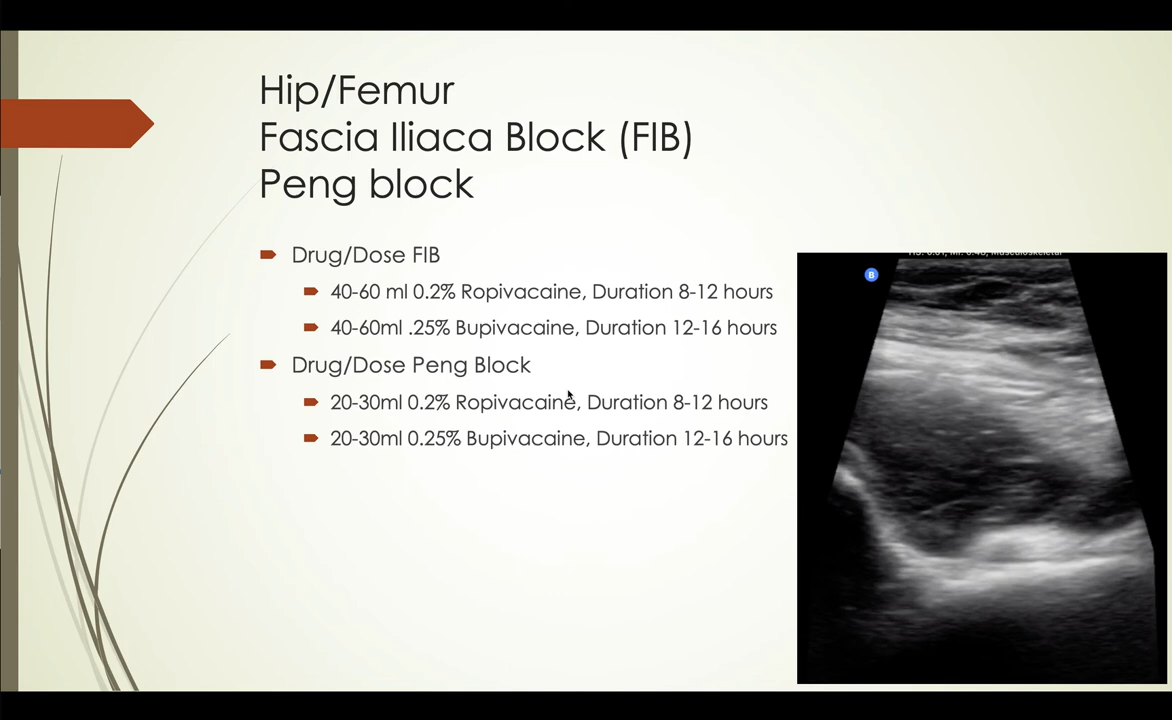 Hip/Femur
Fascia Iliaca Block (FIB)
Peng block
Drug/Dose FIB
40-60 ml 0.2% Ropivacaine, Duration 8-12 hours
40-60ml .25% Bupivacaine, Duration 12-16 hours
Drug/Dose Peng Block
20-30ml 0.2% Ropivacaine, Duration 8-12 hours
20-30ml 0.25% Bupivacaine, Duration 12-16 hours
B